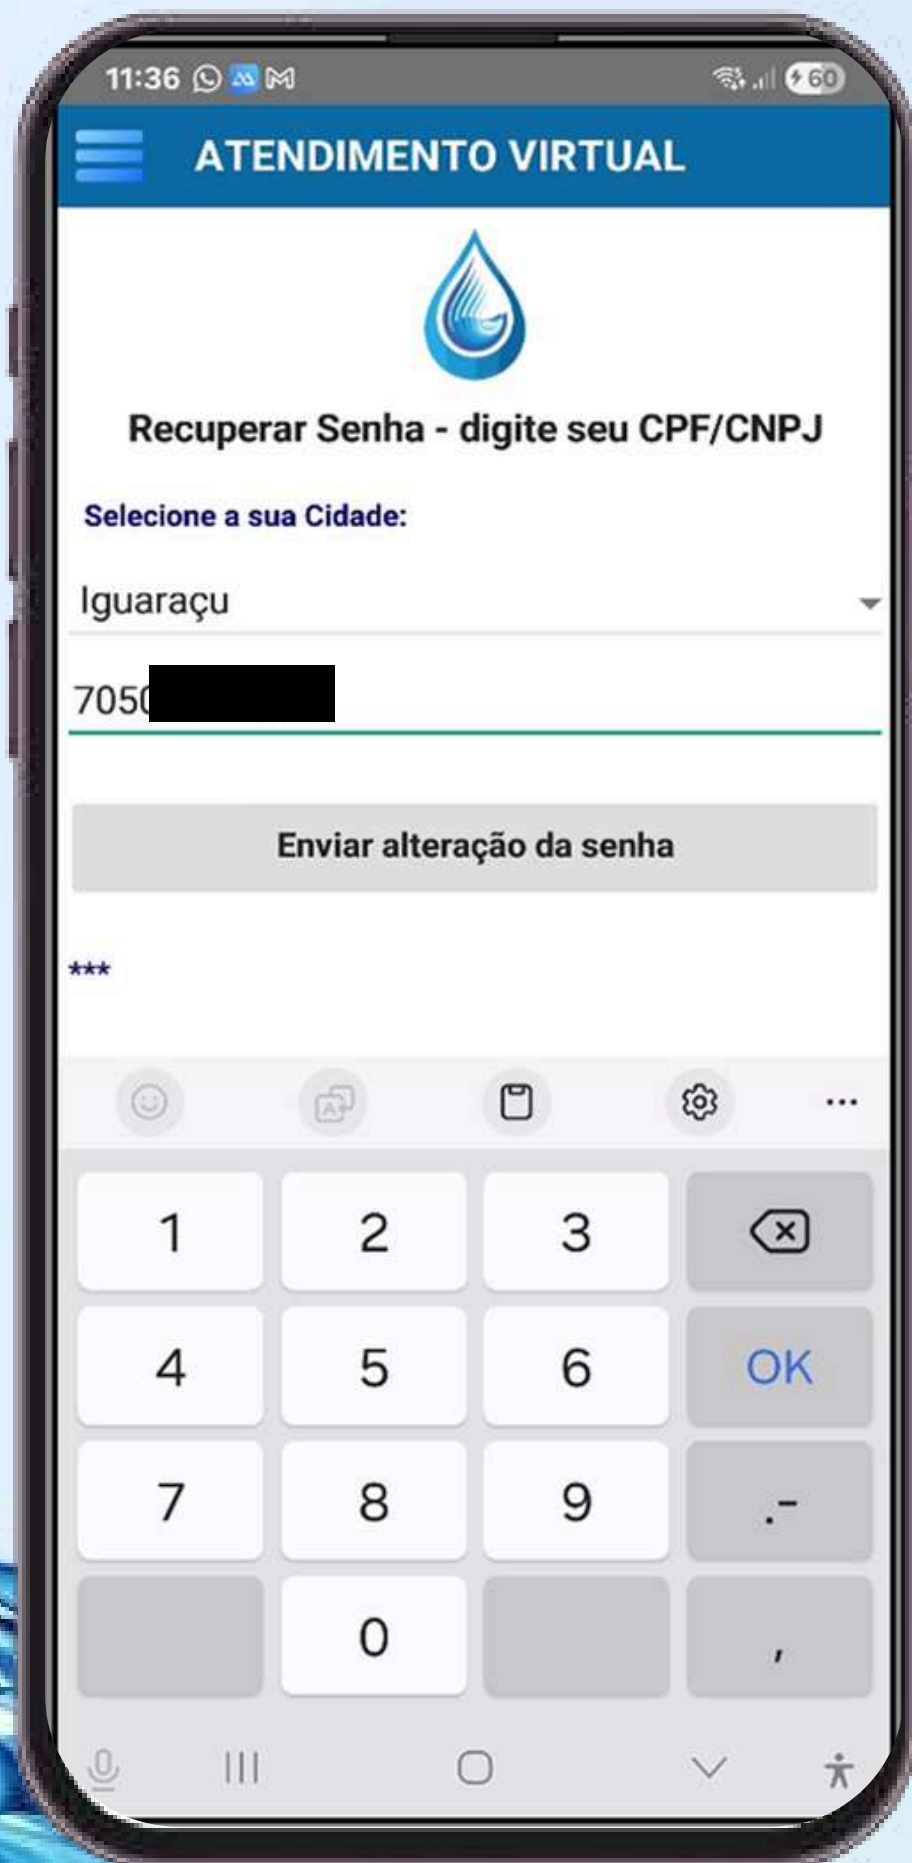 11:36
60
ATENDIMENTO VIRTUAL
Recuperar Senha - digite seu CPF/CNPJ
Selecione a sua Cidade:
Iguaraçu
7050
Enviar alteração da senha
***
1 2 3
4 5 6 OK
7 8 9 .-
0 ,